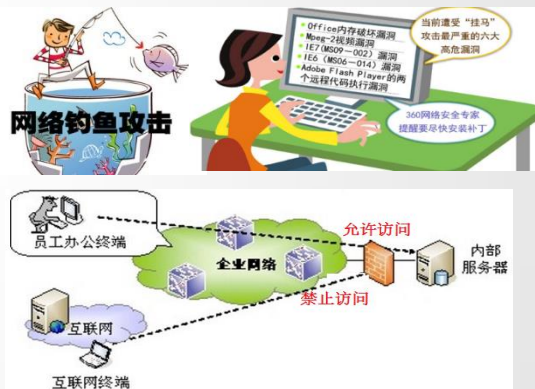 网络钓鱼攻击
Office内存破坏漏洞
Mpeg-2视频漏洞
IE7(MS09-002) 漏洞
IE6 (MS06-014) 漏洞
Adobe Flash Player的两
个远程代码执行漏洞
当前遭受“挂马”
攻击最严重的六大
高危漏洞
360网络安全专家
提醒要尽快安装补丁
员工办公终端
企业网络
允许访问
内部
服务器
禁止访问
互联网
互联网终端